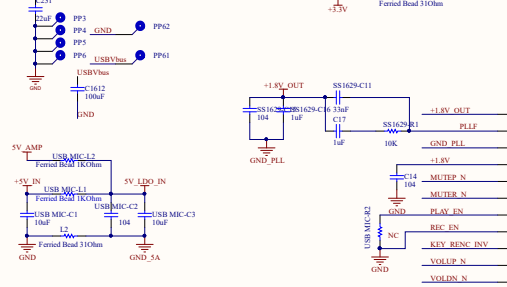 C251
22uF
PP3
PP4
PP5
PP6
GND
USBVbus
PP62
PP61
GND
USBVbus
C1612
100uF
GND
+3.3V
Ferried Bead 31Ohm
+1.8V_OUT
SS1629-C11
33nF
104
SS1629-C16
1uF
C17
1uF
SS1629-R1
10K
GND_PLL
+1.8V_OUT
PLLF
GND_PLL
+1.8V
MUTEP_N
MUTER_N
PLAY_EN
REC_EN
KEY_RENC_INV
VOLUP_N
VOLDN_N
C14
104
GND
USB MIC-R2
NC
GND
5V_AMP
USB MIC-L2
Ferried Bead 1KOhm
+5V_IN
USB MIC-L1
Ferried Bead 1KOhm
5V_LDO_IN
USB MIC-C1
10uF
USB MIC-C2
104
USB MIC-C3
10uF
L2
Ferried Bead 31Ohm
GND
GND_5A